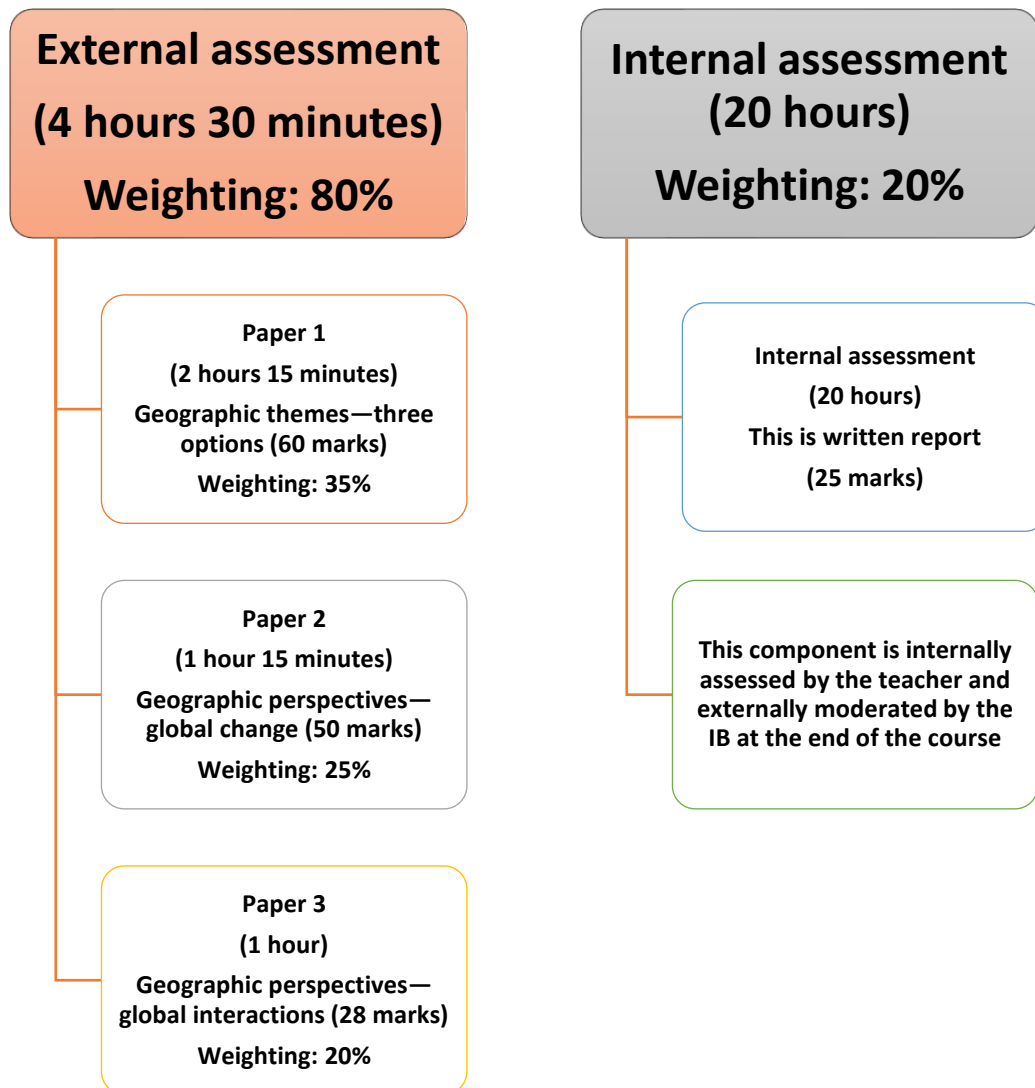 External assessment
(4 hours 30 minutes)
Weighting: 80%
Paper 1
(2 hours 15 minutes)
Geographic themes—three
options (60 marks)
Weighting: 35%
Paper 2
(1 hour 15 minutes)
Geographic perspectives—
global change (50 marks)
Weighting: 25%
Paper 3
(1 hour)
Geographic perspectives—
global interactions (28 marks)
Weighting: 20%
Internal assessment
(20 hours)
Weighting: 20%
Internal assessment
(20 hours)
This is written report
(25 marks)
This component is internally
assessed by the teacher and
externally moderated by the
IB at the end of the course